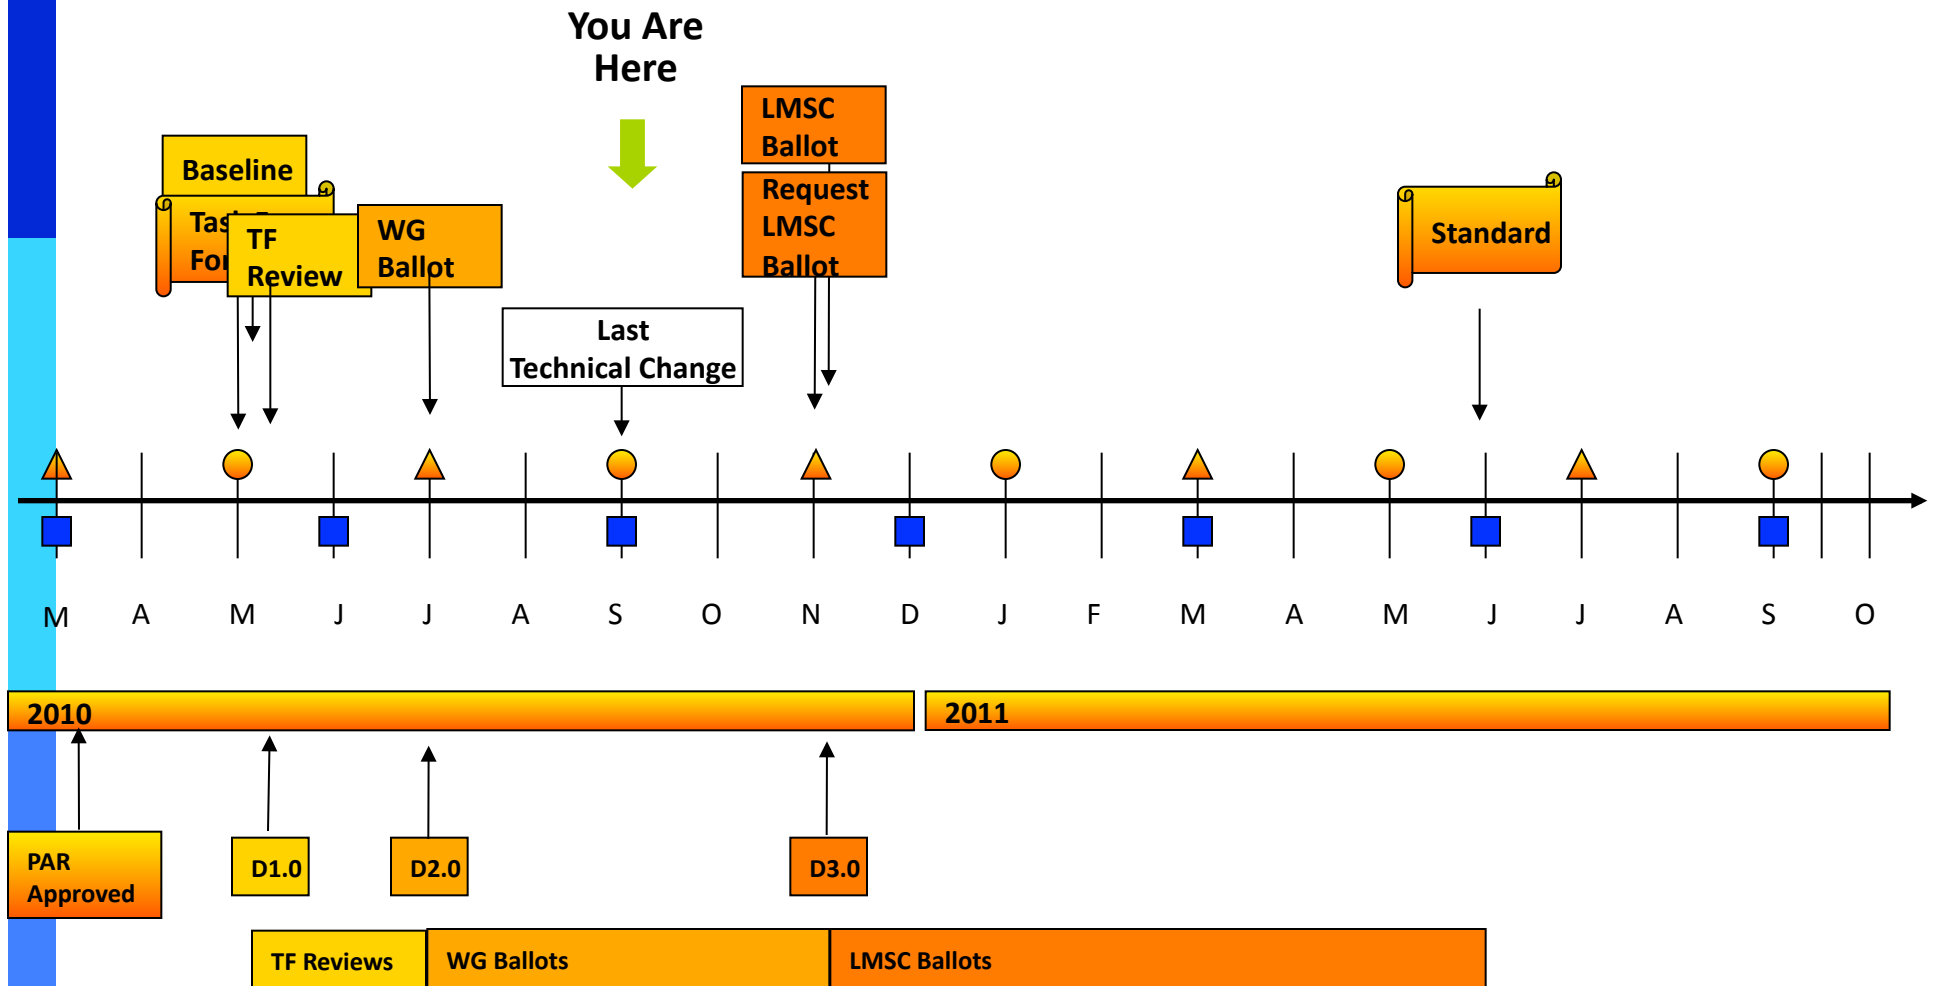 You Are
Here
LMSC
Ballot
Baseline
Request
LMSC
Ballot
TF
Review
WG
Ballot
Standard
Last
Technical Change
M A M J J A S O N D J F M A M J J A S O
2010
2011
PAR
Approved
D1.0
D2.0
D3.0
TF Reviews
WG Ballots
LMSC Ballots